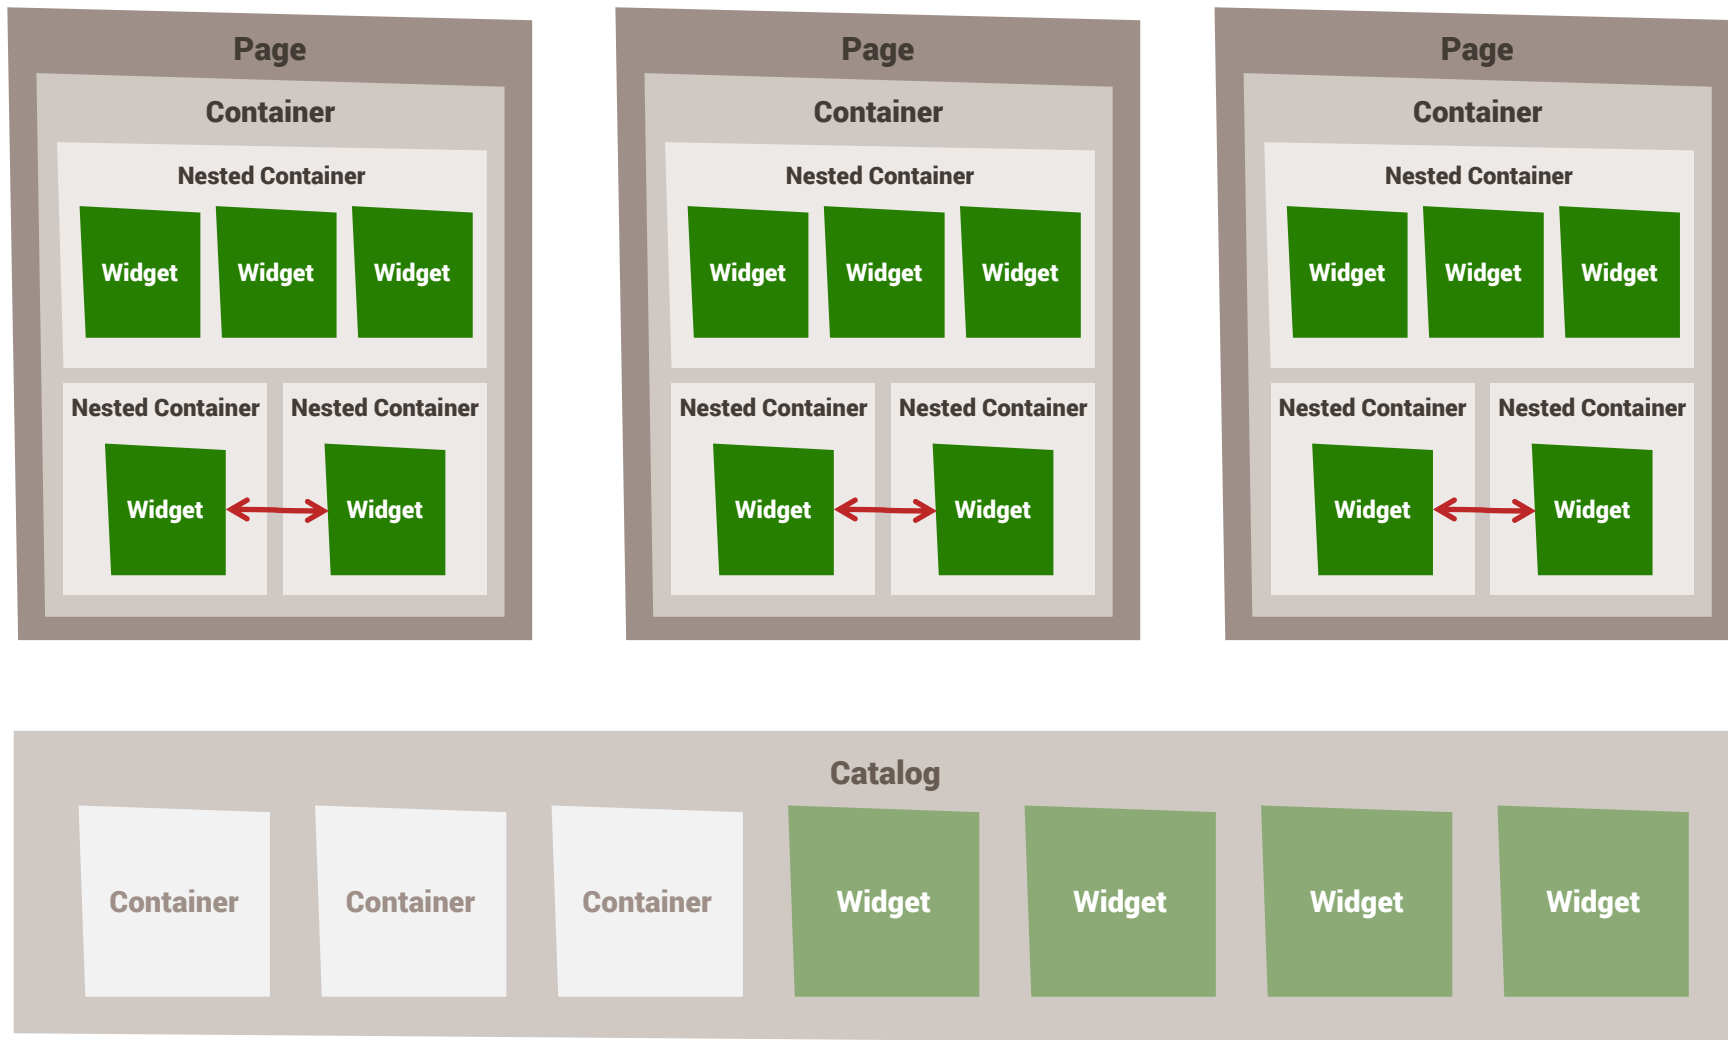 Page
Container
Nested Container
Widget Widget Widget
Nested Container Nested Container
Widget Widget
Page
Container
Nested Container
Widget Widget Widget
Nested Container Nested Container
Widget Widget
Page
Container
Nested Container
Widget Widget Widget
Nested Container Nested Container
Widget Widget
Catalog
Container Container Container Widget Widget Widget Widget